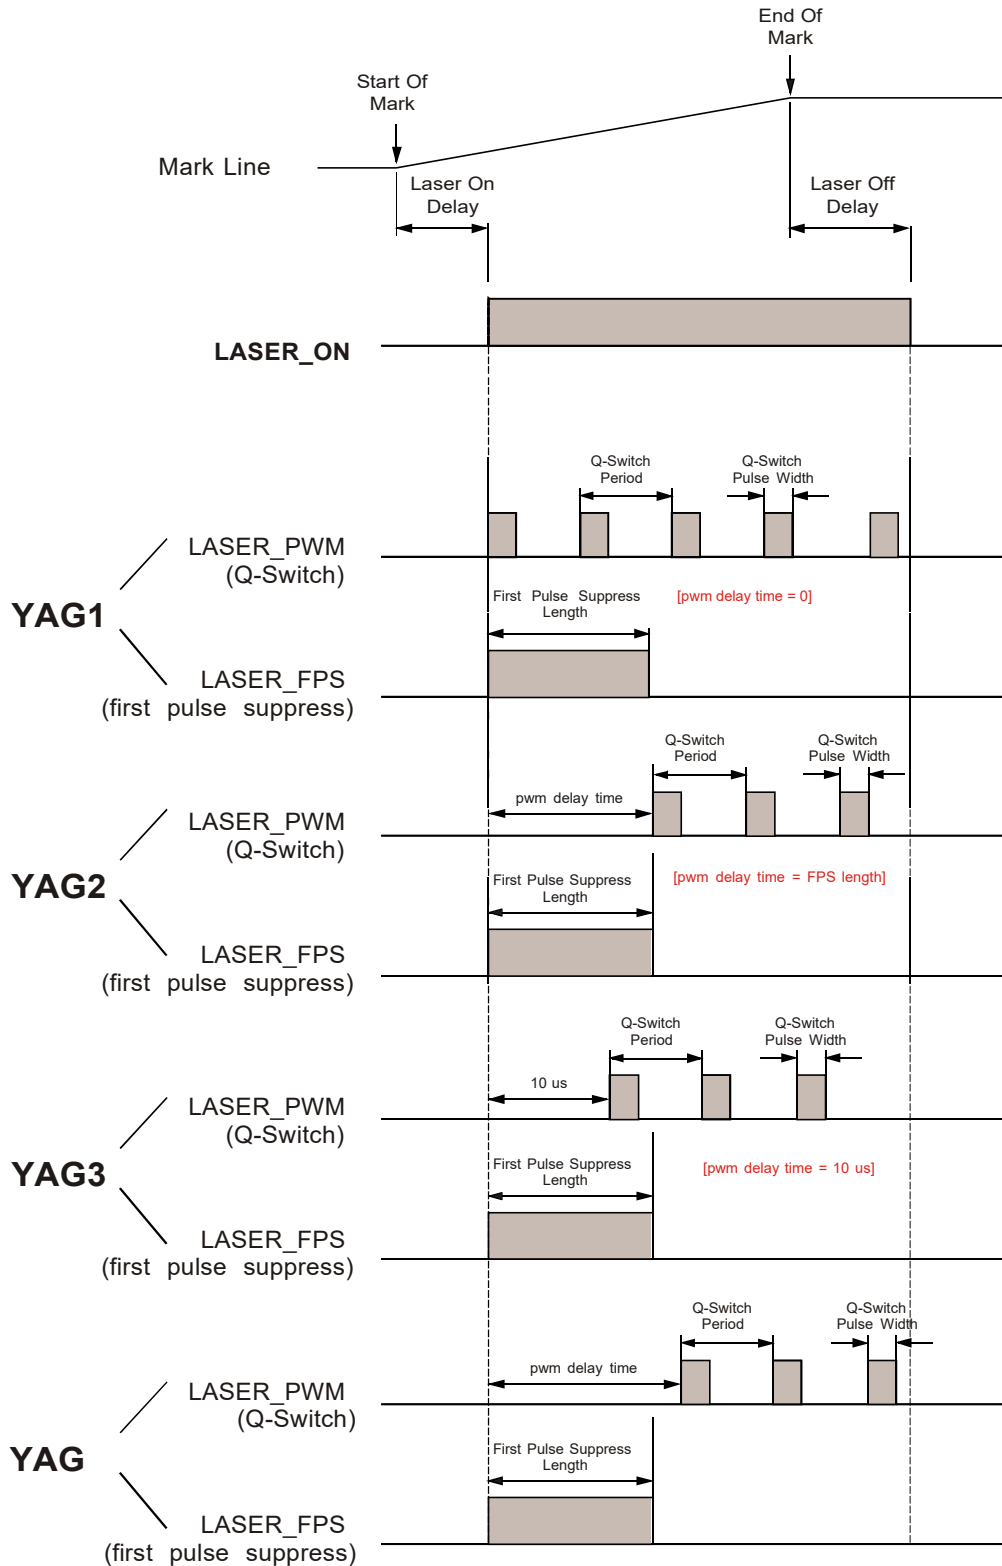 End Of
Mark
Start Of
Mark
Mark Line
Laser On
Delay
Laser Off
Delay
LASER_ON
Q-Switch
Period
Q-Switch
Pulse Width
LASER_PWM
(Q-Switch)
YAG1
First Pulse Suppress
Length
[pwm delay time = 0]
LASER_FPS
(first pulse suppress)
Q-Switch
Period
Q-Switch
Pulse Width
pwm delay time
LASER_PWM
(Q-Switch)
YAG2
First Pulse Suppress
Length
[pwm delay time = FPS length]
LASER_FPS
(first pulse suppress)
Q-Switch
Period
Q-Switch
Pulse Width
10 us
LASER_PWM
(Q-Switch)
YAG3
First Pulse Suppress
Length
[pwm delay time = 10 us]
LASER_FPS
(first pulse suppress)
Q-Switch
Period
Q-Switch
Pulse Width
pwm delay time
LASER_PWM
(Q-Switch)
YAG
First Pulse Suppress
Length
LASER_FPS
(first pulse suppress)